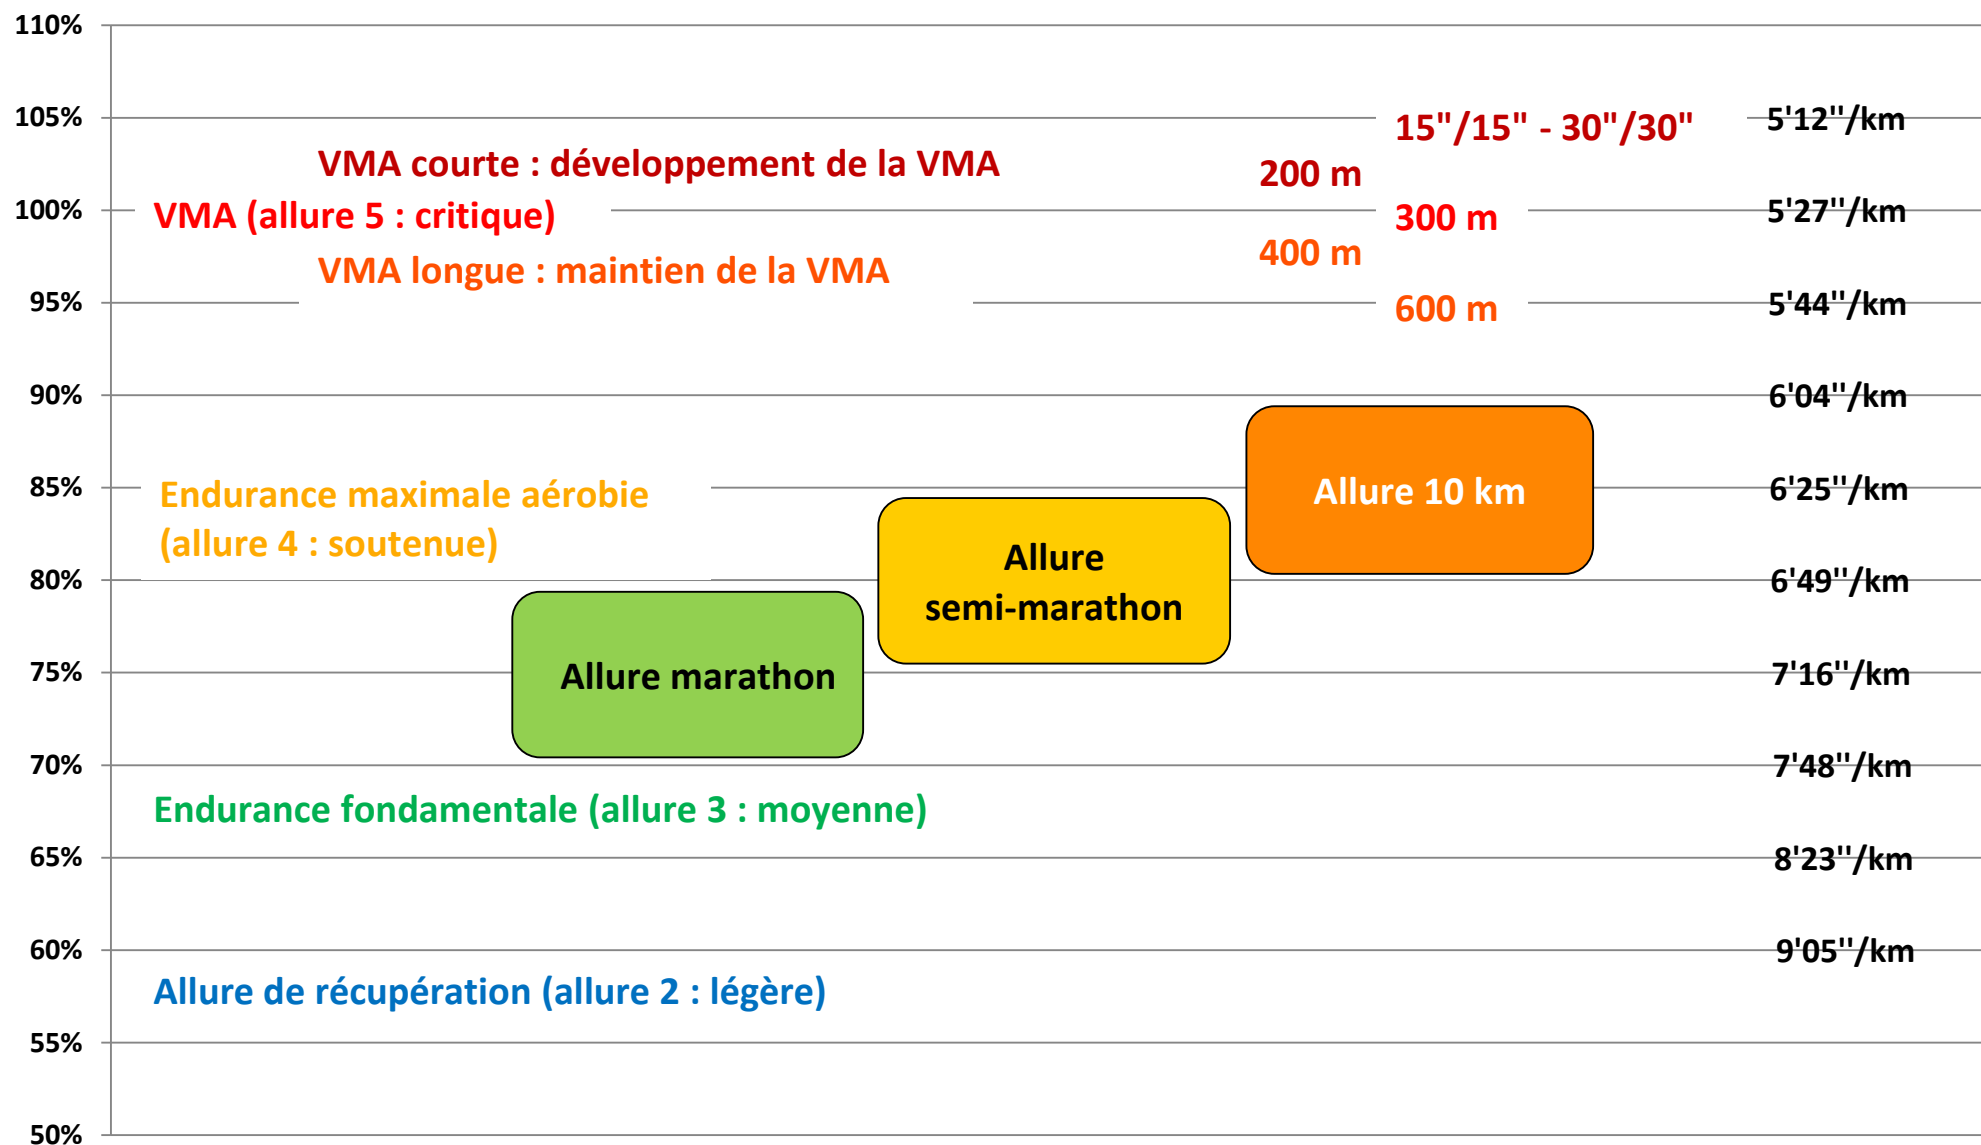 110%
105%
15"/15" - 30"/30"
5'12''/km
VMA courte : développement de la VMA
200 m
100%
VMA (allure 5 : critique)
300 m
5'27''/km
400 m
VMA longue : maintien de la VMA
95%
600 m
5'44''/km
90%
6'04''/km
85%
Endurance maximale aérobie
(allure 4 : soutenue)
Allure 10 km
6'25''/km
Allure
semi-marathon
80%
6'49''/km
75%
Allure marathon
7'16''/km
70%
7'48''/km
Endurance fondamentale (allure 3 : moyenne)
65%
8'23''/km
60%
9'05''/km
Allure de récupération (allure 2 : légère)
55%
50%